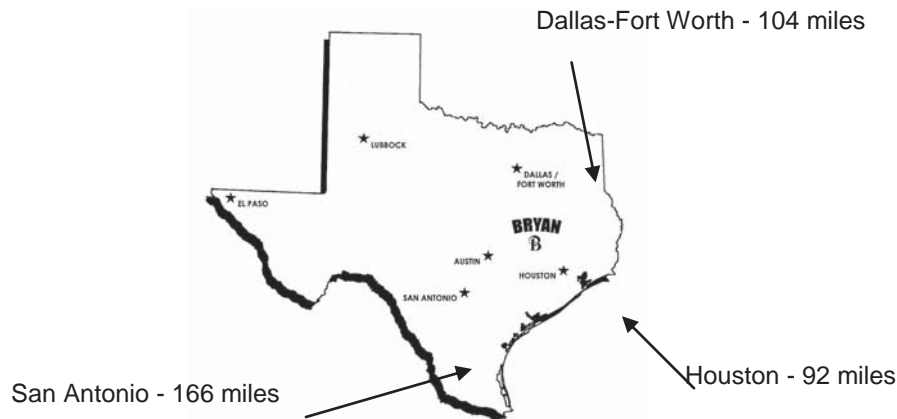 Dallas-Fort Worth - 104 miles
LUBBOCK
DALLAS /
FORT WORTH
EL PASO
BRYAN
B
AUSTIN
HOUSTON
SAN ANTONIO
San Antonio - 166 miles
Houston - 92 miles